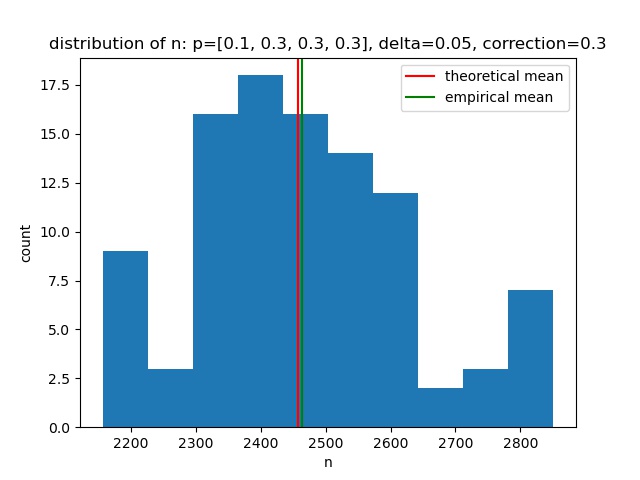 distribution of n: p=[0.1, 0.3, 0.3, 0.3], delta=0.05, correction=0.3
theoretical mean
empirical mean
17.5
15.0
12.5
10.0
7.5
5.0
2.5
0.0
count
2200 2300 2400 2500 2600 2700 2800
n